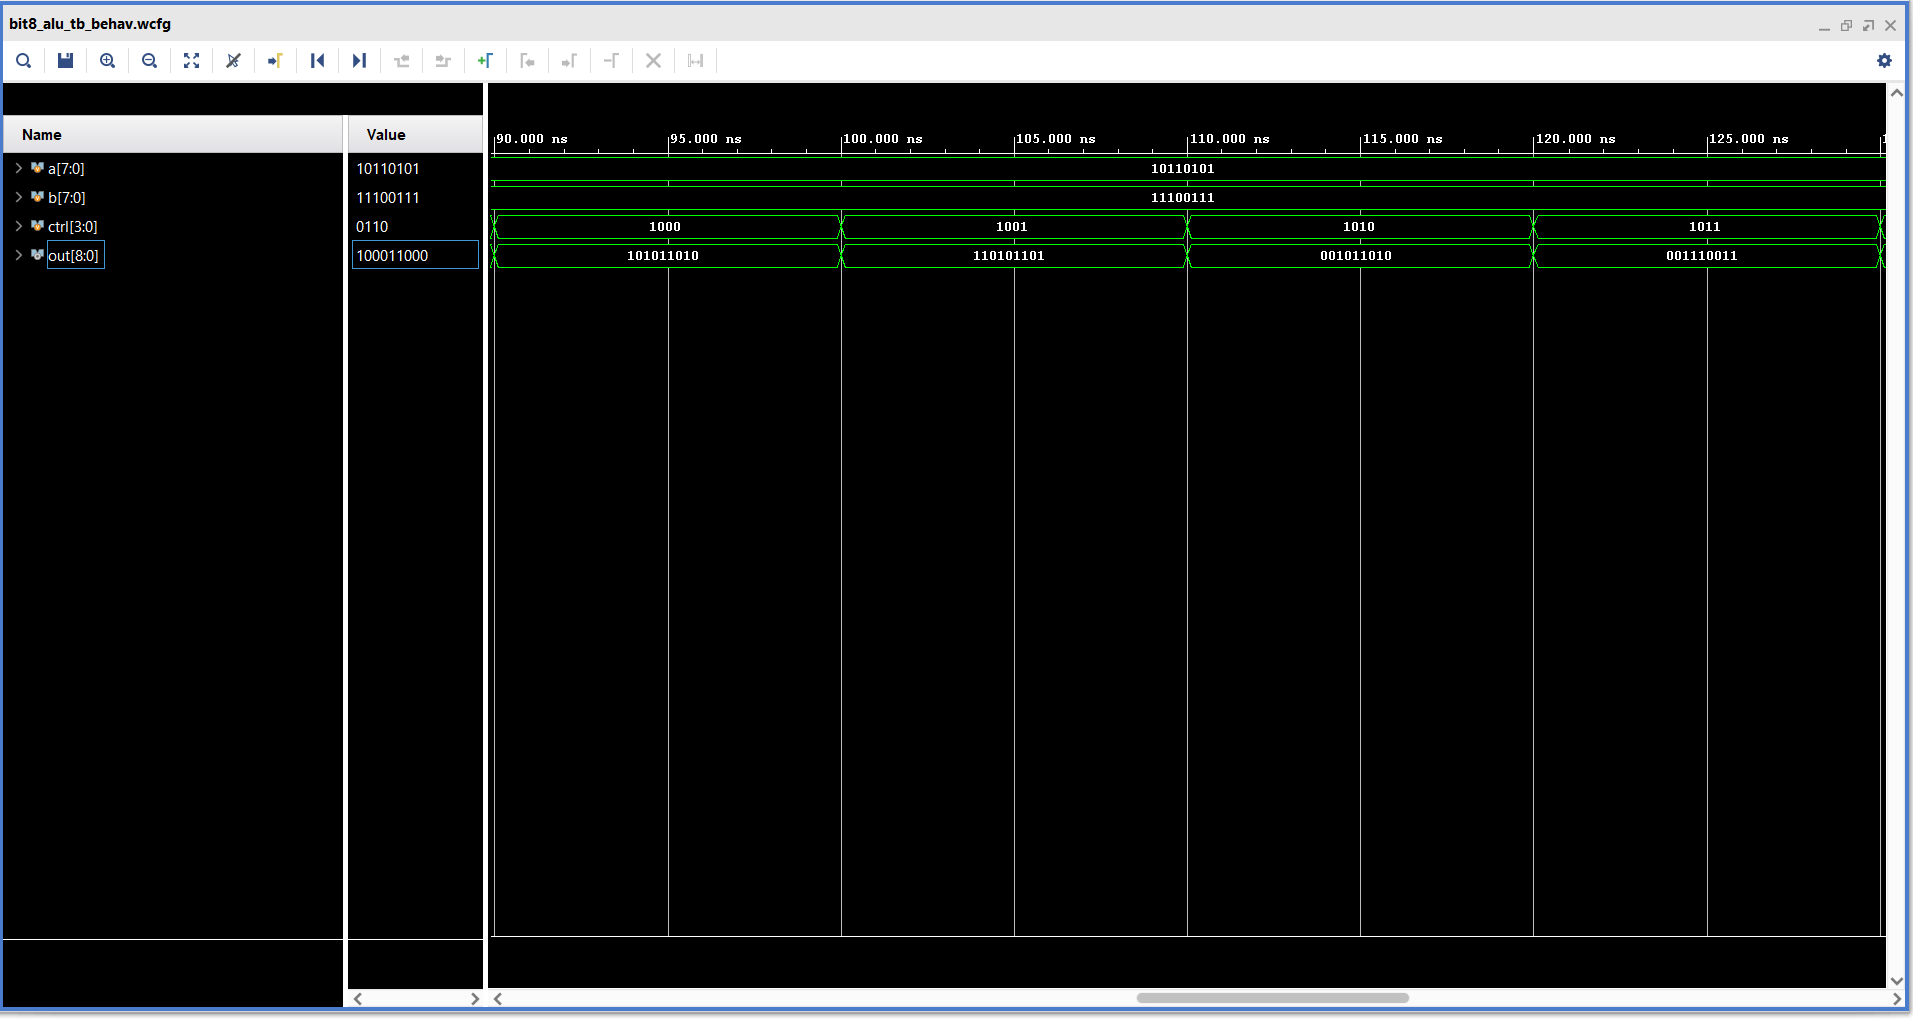 bit8_alu_tb_behav.wcfg
Name Value
90.000 ns 95.000 ns 100.000 ns 105.000 ns 110.000 ns 115.000 ns 120.000 ns 125.000 ns
a[7:0] 10110101 10110101
b[7:0] 11100111 11100111
ctrl[3:0] 0110 1000 1001 1010 1011
out[8:0] 100011000 101011010 110101101 001011010 001110011